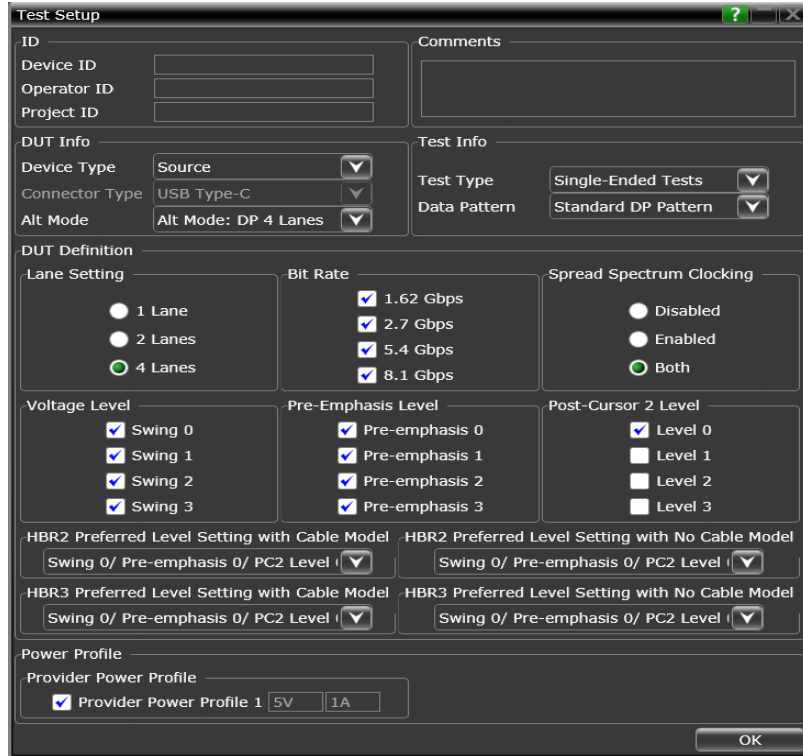 Test Setup
?
ID
Device ID
Operator ID
Project ID
Comments
DUT Info
Device Type Source
Connector Type USB Type-C
Alt Mode Alt Mode: DP 4 Lanes
Test Info
Test Type Single-Ended Tests
Data Pattern Standard DP Pattern
DUT Definition
Lane Setting
1 Lane
2 Lanes
4 Lanes
Bit Rate
1.62 Gbps
2.7 Gbps
5.4 Gbps
8.1 Gbps
Spread Spectrum Clocking
Disabled
Enabled
Both
Voltage Level
Swing 0
Swing 1
Swing 2
Swing 3
Pre-Emphasis Level
Pre-emphasis 0
Pre-emphasis 1
Pre-emphasis 2
Pre-emphasis 3
Post-Cursor 2 Level
Level 0
Level 1
Level 2
Level 3
HBR2 Preferred Level Setting with Cable Model
Swing 0/ Pre-emphasis 0/ PC2 Level
HBR2 Preferred Level Setting with No Cable Model
Swing 0/ Pre-emphasis 0/ PC2 Level
HBR3 Preferred Level Setting with Cable Model
Swing 0/ Pre-emphasis 0/ PC2 Level
HBR3 Preferred Level Setting with No Cable Model
Swing 0/ Pre-emphasis 0/ PC2 Level
Power Profile
Provider Power Profile
Provider Power Profile 1 5V 1A
OK